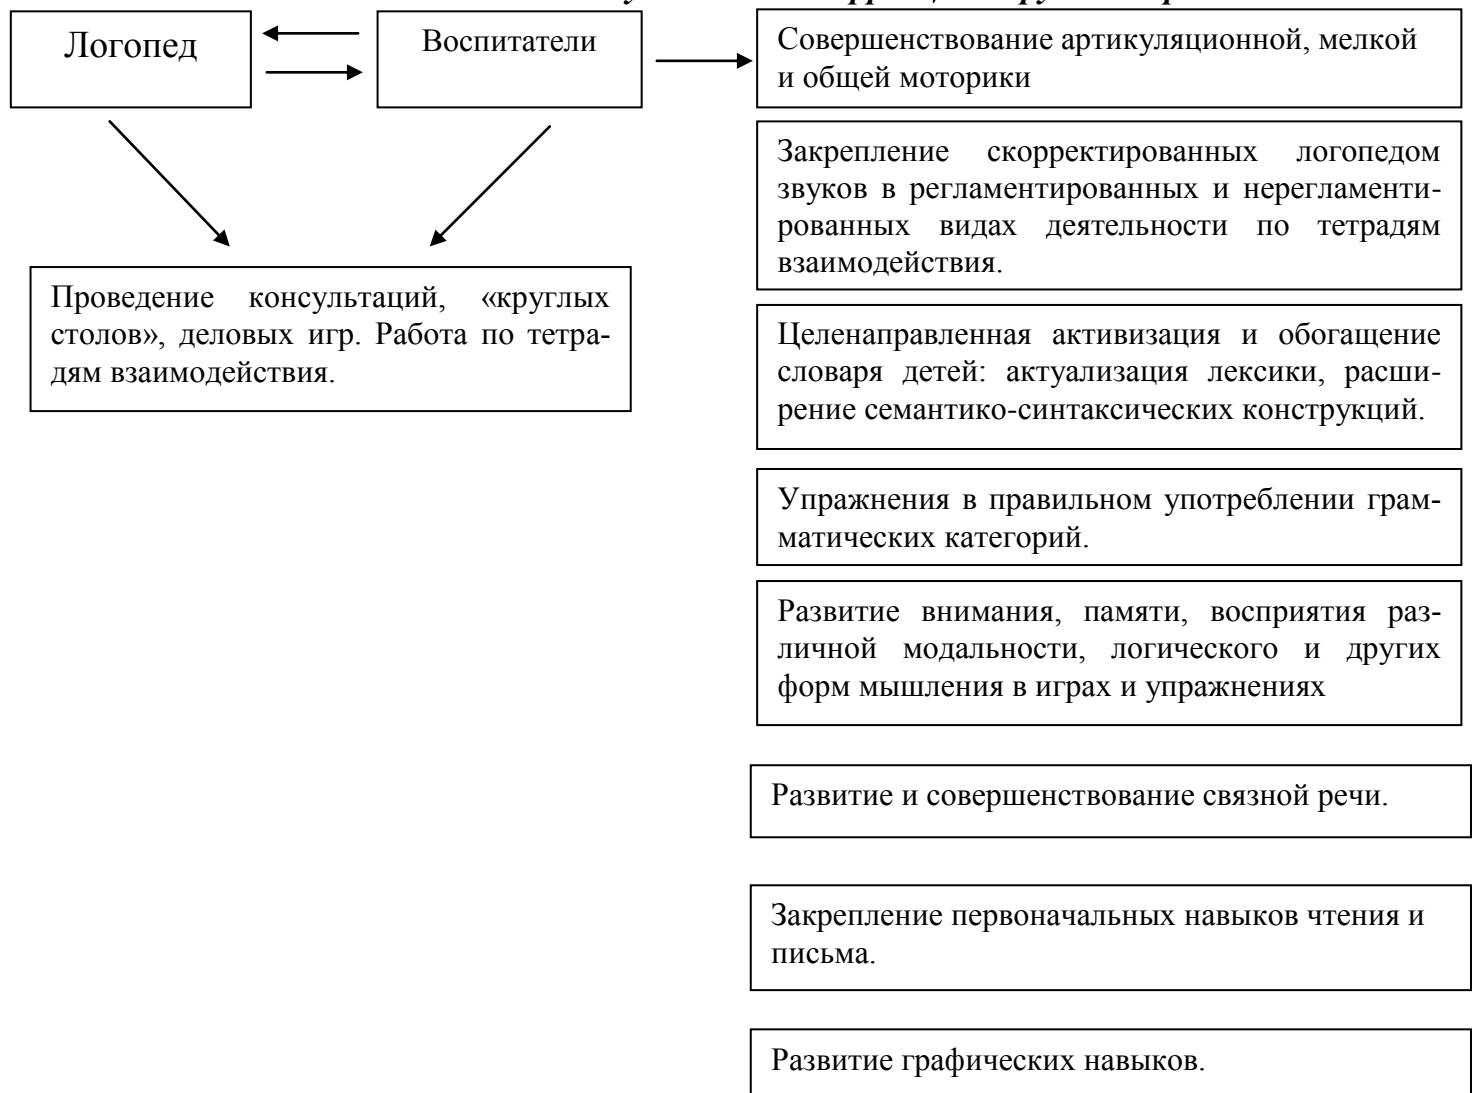 Логопед
Воспитатели
Совершенствование артикуляционной, мелкой
и общей моторики
Закрепление скорректированных логопедом
звуков в регламентированных и нерегламенти-
рованных видах деятельности по тетрадям
взаимодействия.
Проведение консультаций, «круглых
столов», деловых игр. Работа по тетра-
дям взаимодействия.
Целенаправленная активизация и обогащение
словаря детей: актуализация лексики, расши-
рение семантико-синтаксических конструкций.
Упражнения в правильном употреблении грам-
матических категорий.
Развитие внимания, памяти, восприятия раз-
личной модальности, логического и других
форм мышления в играх и упражнениях
Развитие и совершенствование связной речи.
Закрепление первоначальных навыков чтения и
письма.
Развитие графических навыков.